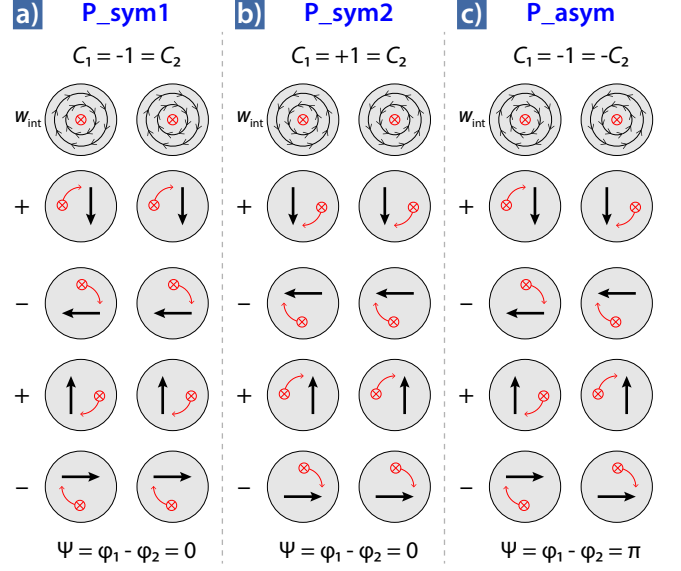 a) P_sym1 b) P_sym2 c) P_asym
C₁ = -1 = C₂ C₁ = +1 = C₂ C₁ = -1 = -C₂
W_int W_int W_int
+ + +
− − −
+ + +
− − −
Ψ = φ₁ - φ₂ = 0 Ψ = φ₁ - φ₂ = 0 Ψ = φ₁ - φ₂ = π